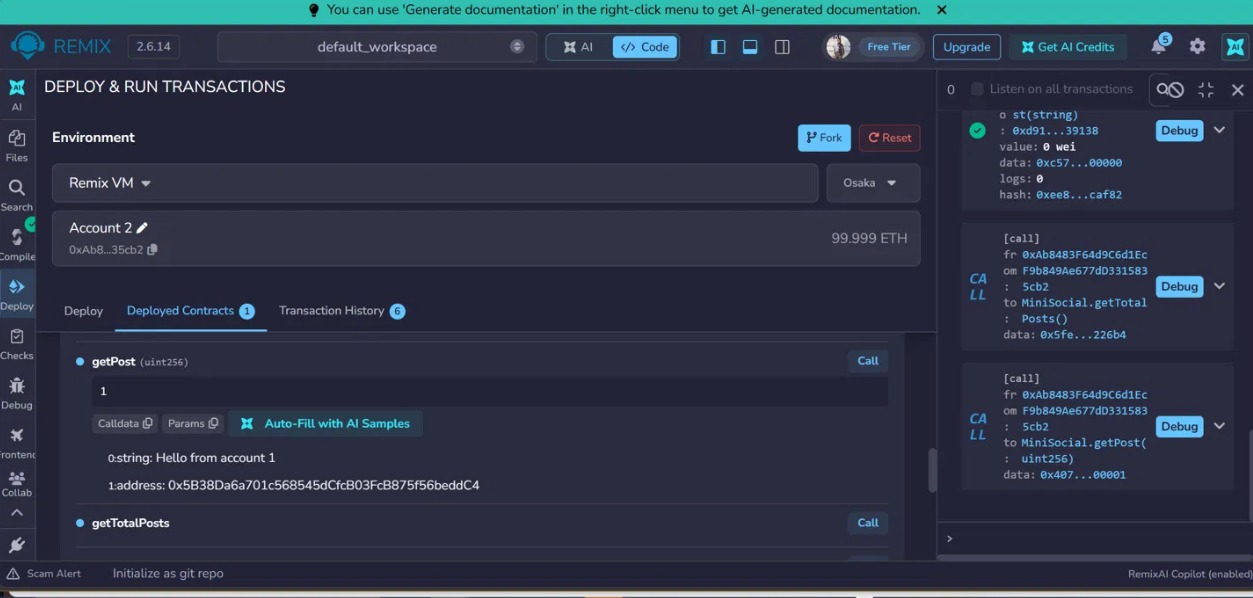 You can use 'Generate documentation' in the right-click menu to get AI-generated documentation.
REMIX 2.6.14 default_workspace AI </> Code Free Tier Upgrade Get AI Credits 5
AI
Files
Search
Compile
Deploy
Checks
Debug
Frontend
Collab
DEPLOY & RUN TRANSACTIONS
Environment Fork Reset
Remix VM Osaka
Account 2
0xAb8...35cb2
99.999 ETH
Deploy Deployed Contracts 1 Transaction History 6
getPost (uint256) Call
1
Calldata Params Auto-Fill with AI Samples
0:string: Hello from account 1
1:address: 0x5B38Da6a701c568545dCfcB03FcB875f56beddC4
getTotalPosts Call
0 Listen on all transactions
o st(string)
: 0xd91...39138 Debug
value: 0 wei
data: 0xc57...00000
logs: 0
hash: 0xee8...caf82
[call]
fr 0xAb8483F64d9C6d1Ec
om F9b849Ae677dD331583
: 5cb2
to MiniSocial.getTotal
: Posts()
data: 0x5fe...226b4
CA
LL
Debug
[call]
fr 0xAb8483F64d9C6d1Ec
om F9b849Ae677dD331583
: 5cb2
to MiniSocial.getPost(
: uint256)
data: 0x407...00001
CA
LL
Debug
>
Scam Alert Initialize as git repo RemixAI Copilot (enabled)